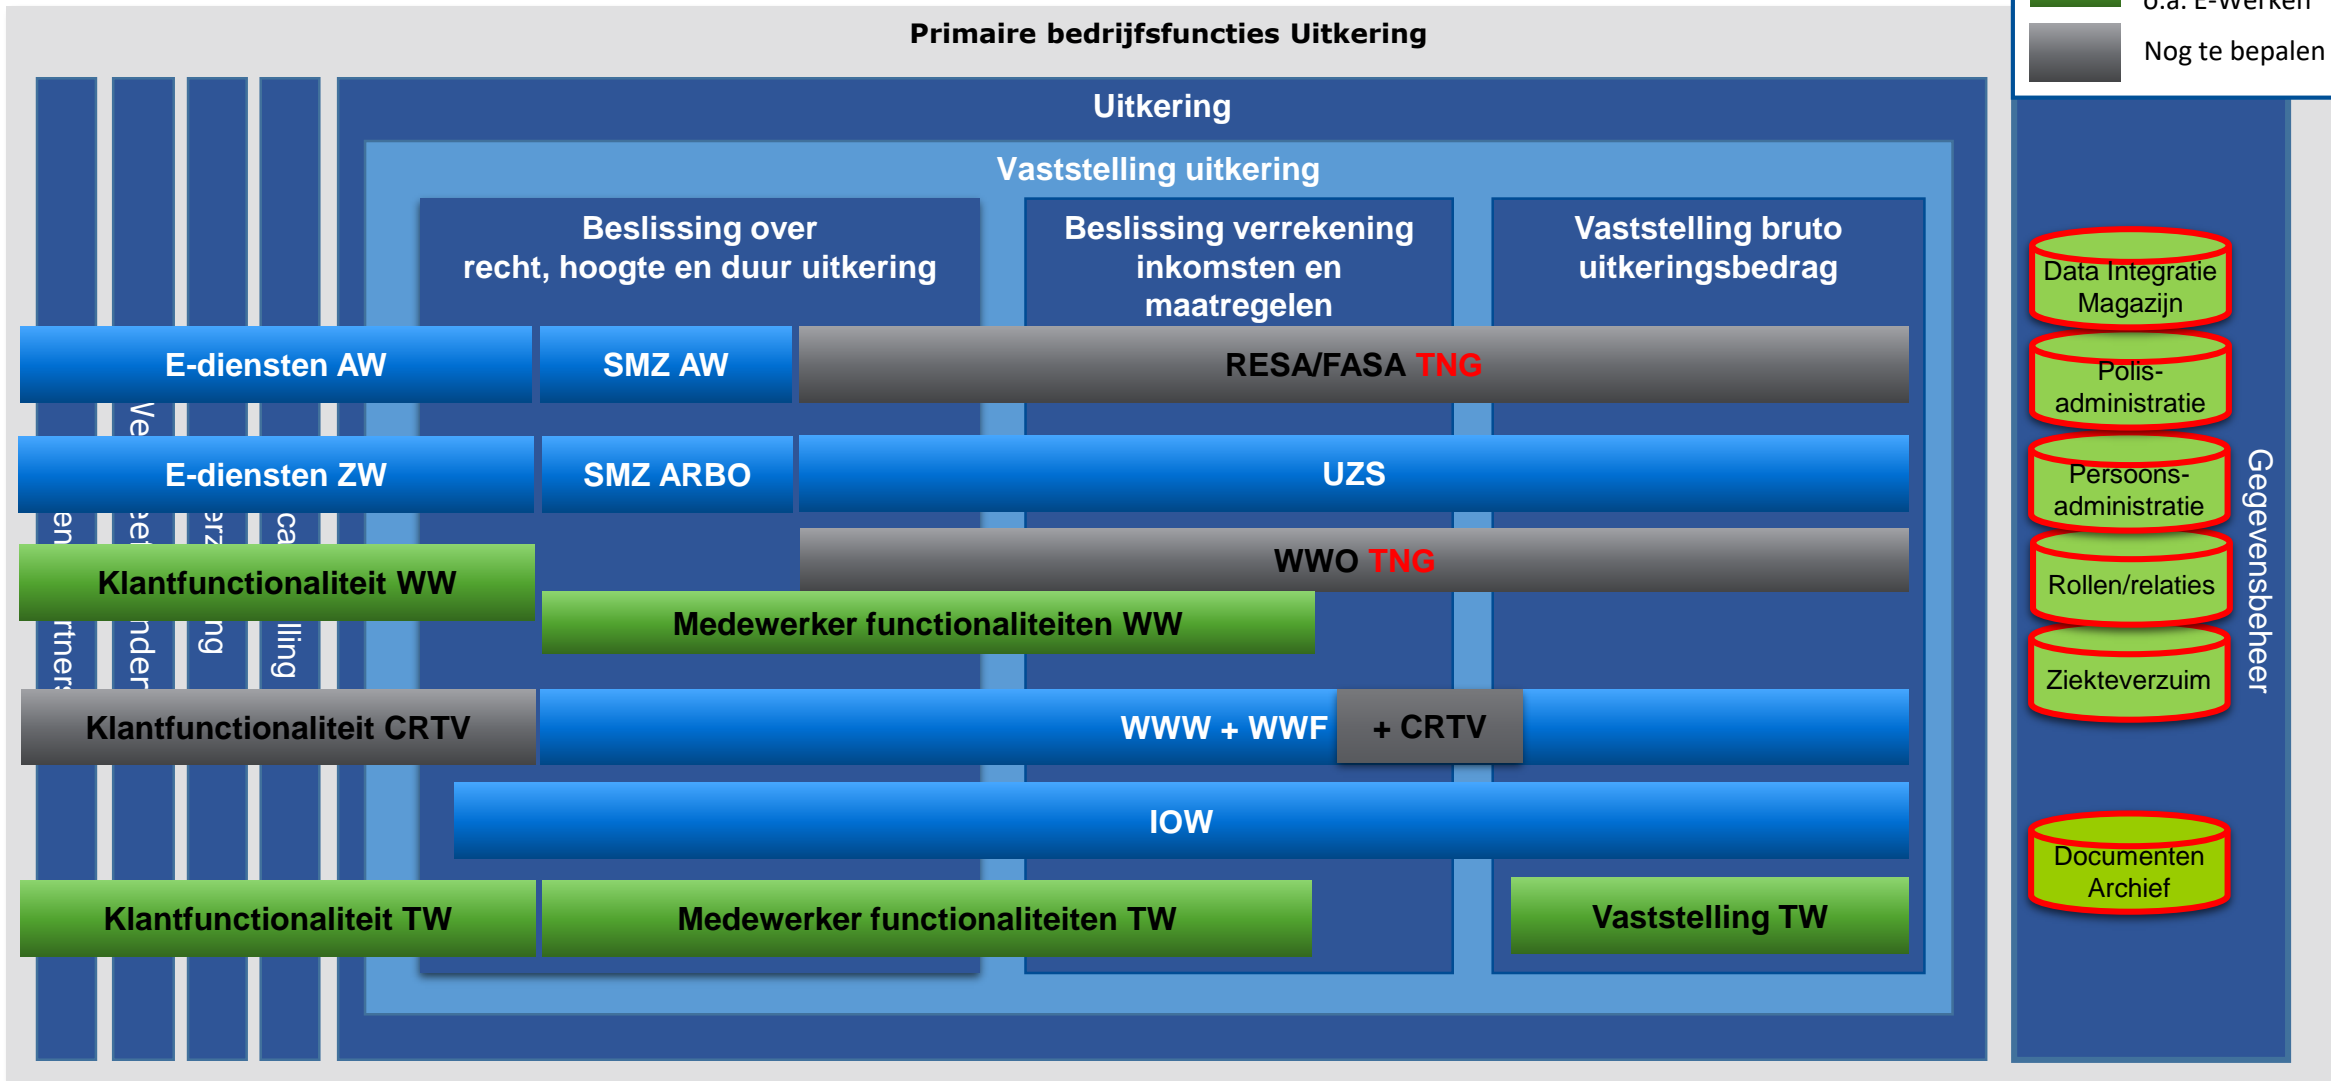 Primaire bedrijfsfuncties Uitkering
o.a. E-Werken
Nog te bepalen
Uitkering
Vaststelling uitkering
Beslissing over
recht, hoogte en duur uitkering
Beslissing verrekening
inkomsten en
maatregelen
Vaststelling bruto
uitkeringsbedrag
E-diensten AW
SMZ AW
RESA/FASA TNG
E-diensten ZW
SMZ ARBO
UZS
WWO TNG
Klantfunctionaliteit WW
Medewerker functionaliteiten WW
Klantfunctionaliteit CRTV
WWW + WWF
+ CRTV
IOW
Klantfunctionaliteit TW
Medewerker functionaliteiten TW
Vaststelling TW
Data Integratie
Magazijn
Polis-
administratie
Persoons-
administratie
Rollen/relaties
Ziekteverzuim
Documenten
Archief
Gegevensbeheer